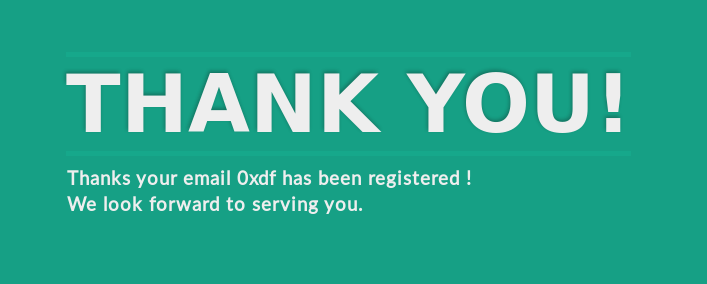 THANK YOU!
Thanks your email 0xdf has been registered !
We look forward to serving you.